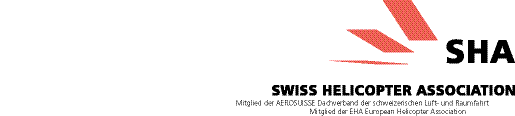 SHA
SWISS HELICOPTER ASSOCIATION
Mitglied der AEROSUISSE Dachverband der schweizerischen Luft- und Raumfahrt
Mitglied der EHA European Helicopter Association